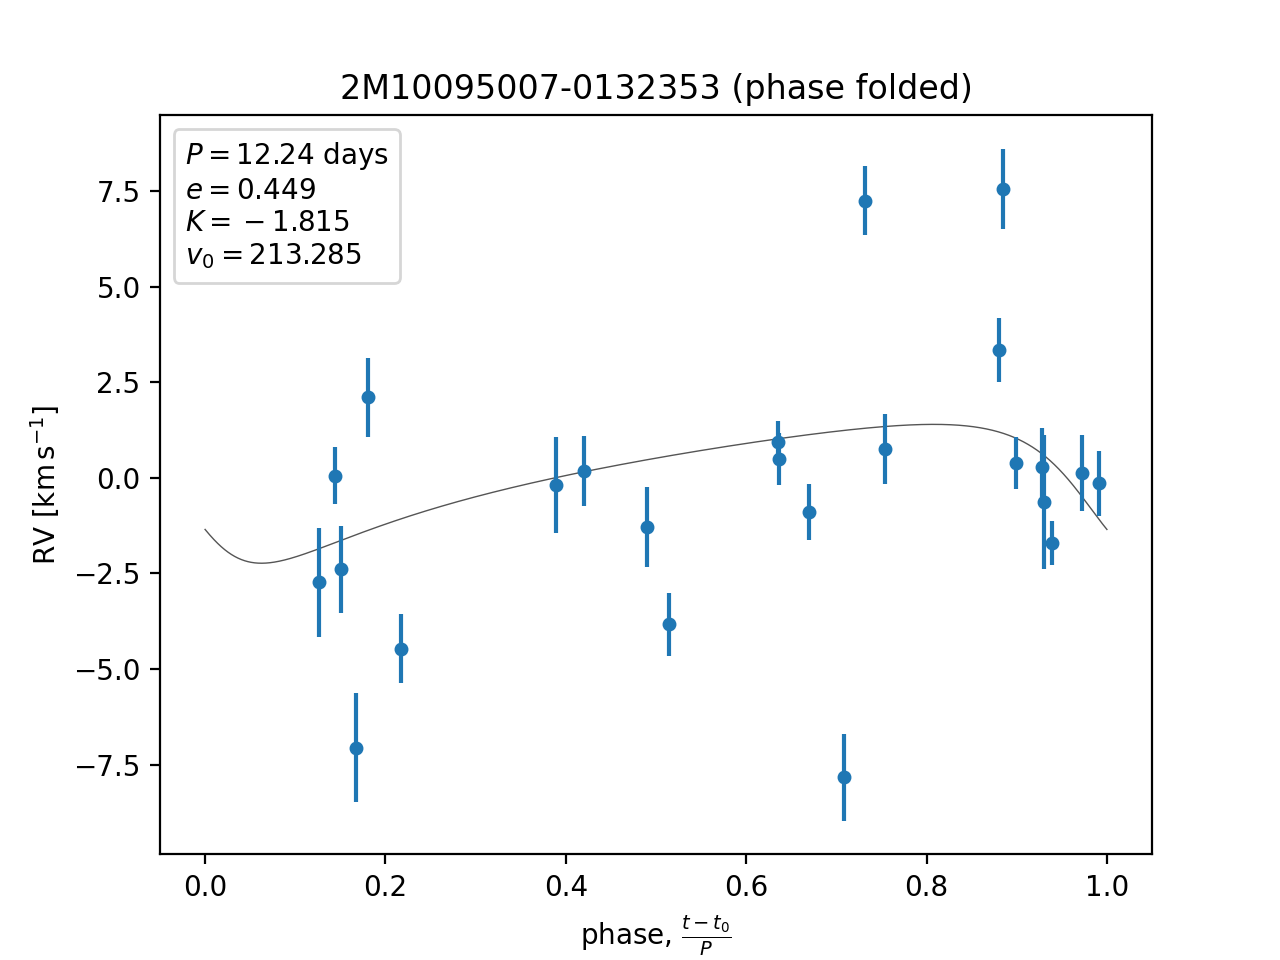 2M10095007-0132353 (phase folded)
P = 12.24 days
e = 0.449
K = −1.815
v₀ = 213.285
RV [km s⁻¹]
7.5
5.0
2.5
0.0
−2.5
−5.0
−7.5
0.0 0.2 0.4 0.6 0.8 1.0
phase, (t − t₀)/P